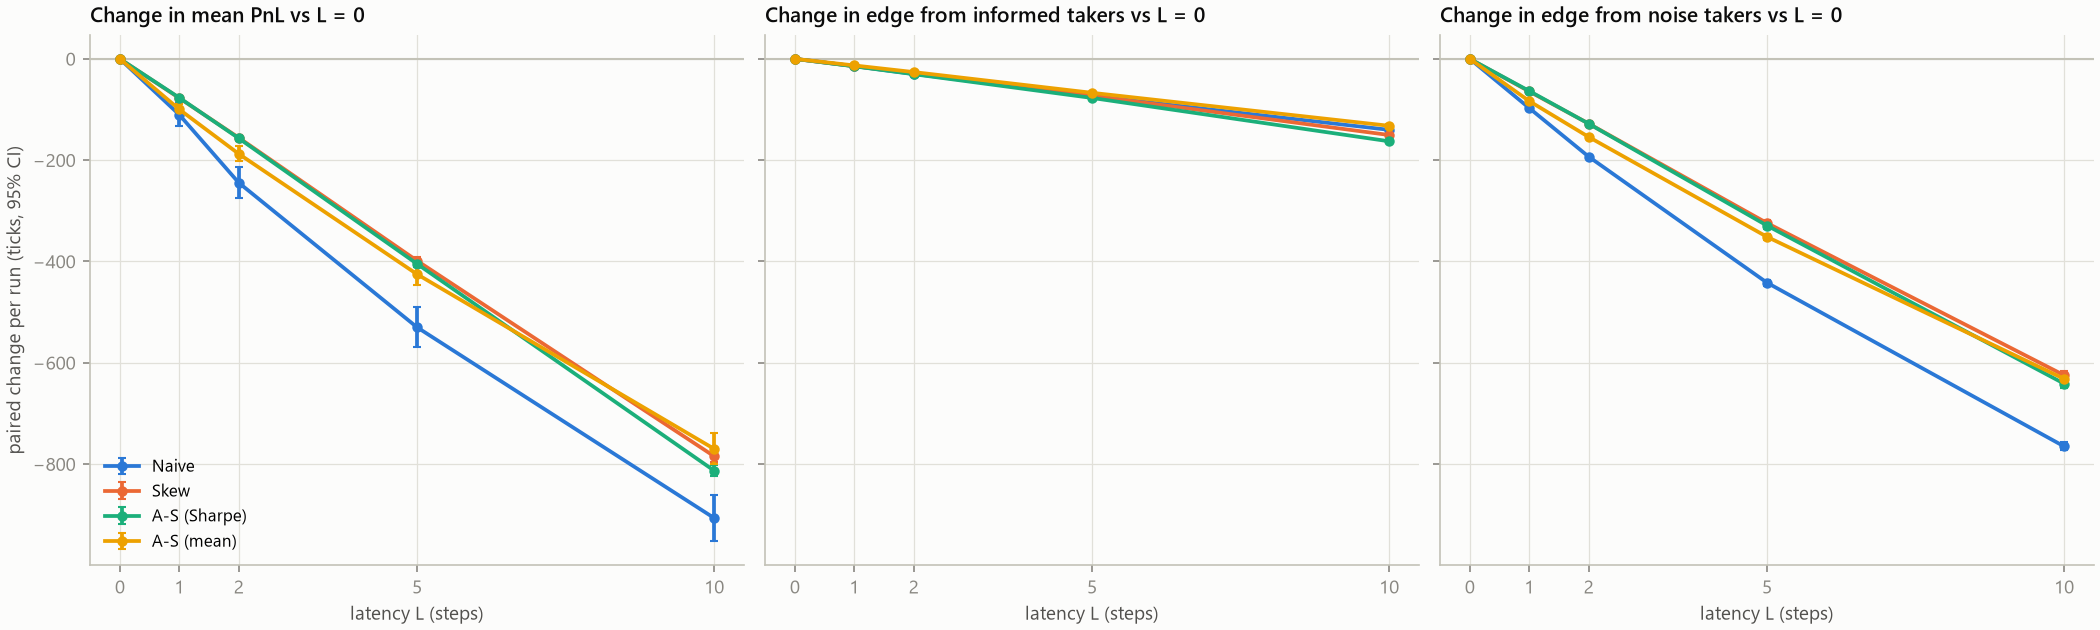 Change in mean PnL vs L = 0
Change in edge from informed takers vs L = 0
Change in edge from noise takers vs L = 0
paired change per run (ticks, 95% CI)
0
−200
−400
−600
−800
Naive
Skew
A-S (Sharpe)
A-S (mean)
0 1 2 5 10
0 1 2 5 10
0 1 2 5 10
latency L (steps)
latency L (steps)
latency L (steps)